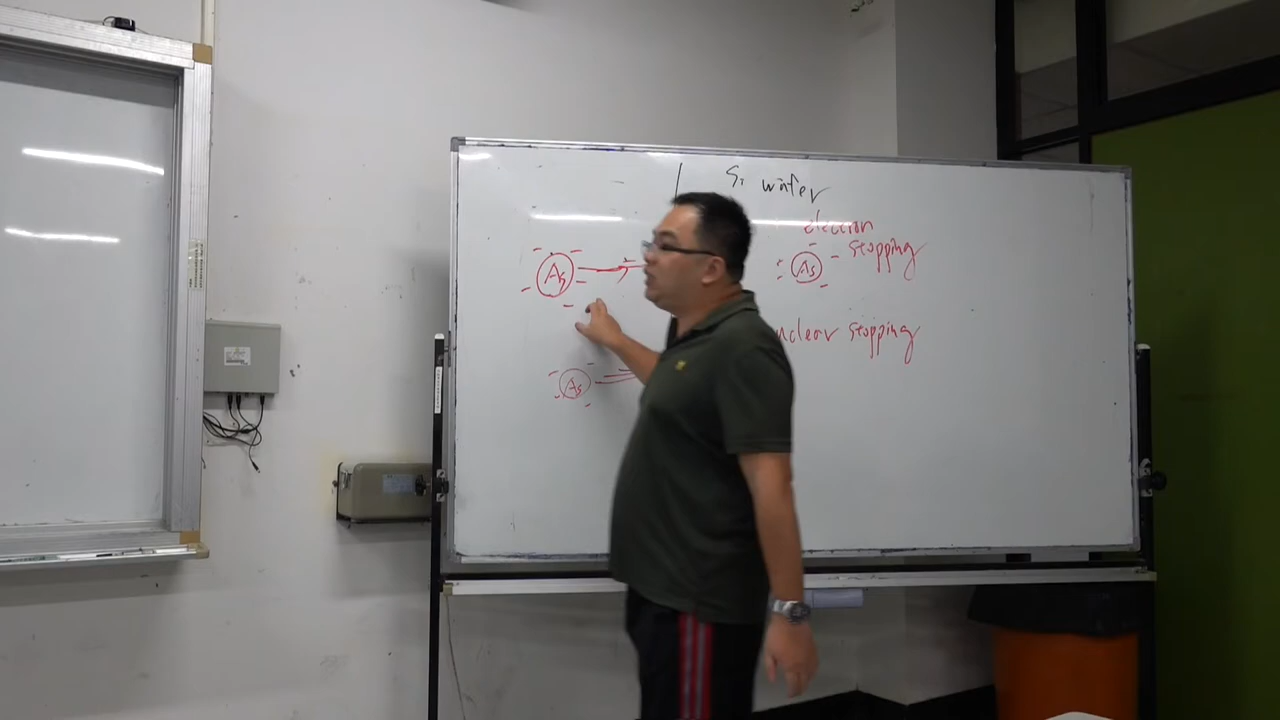 Si wafer
electron
stopping
As
As
nuclear stopping
As